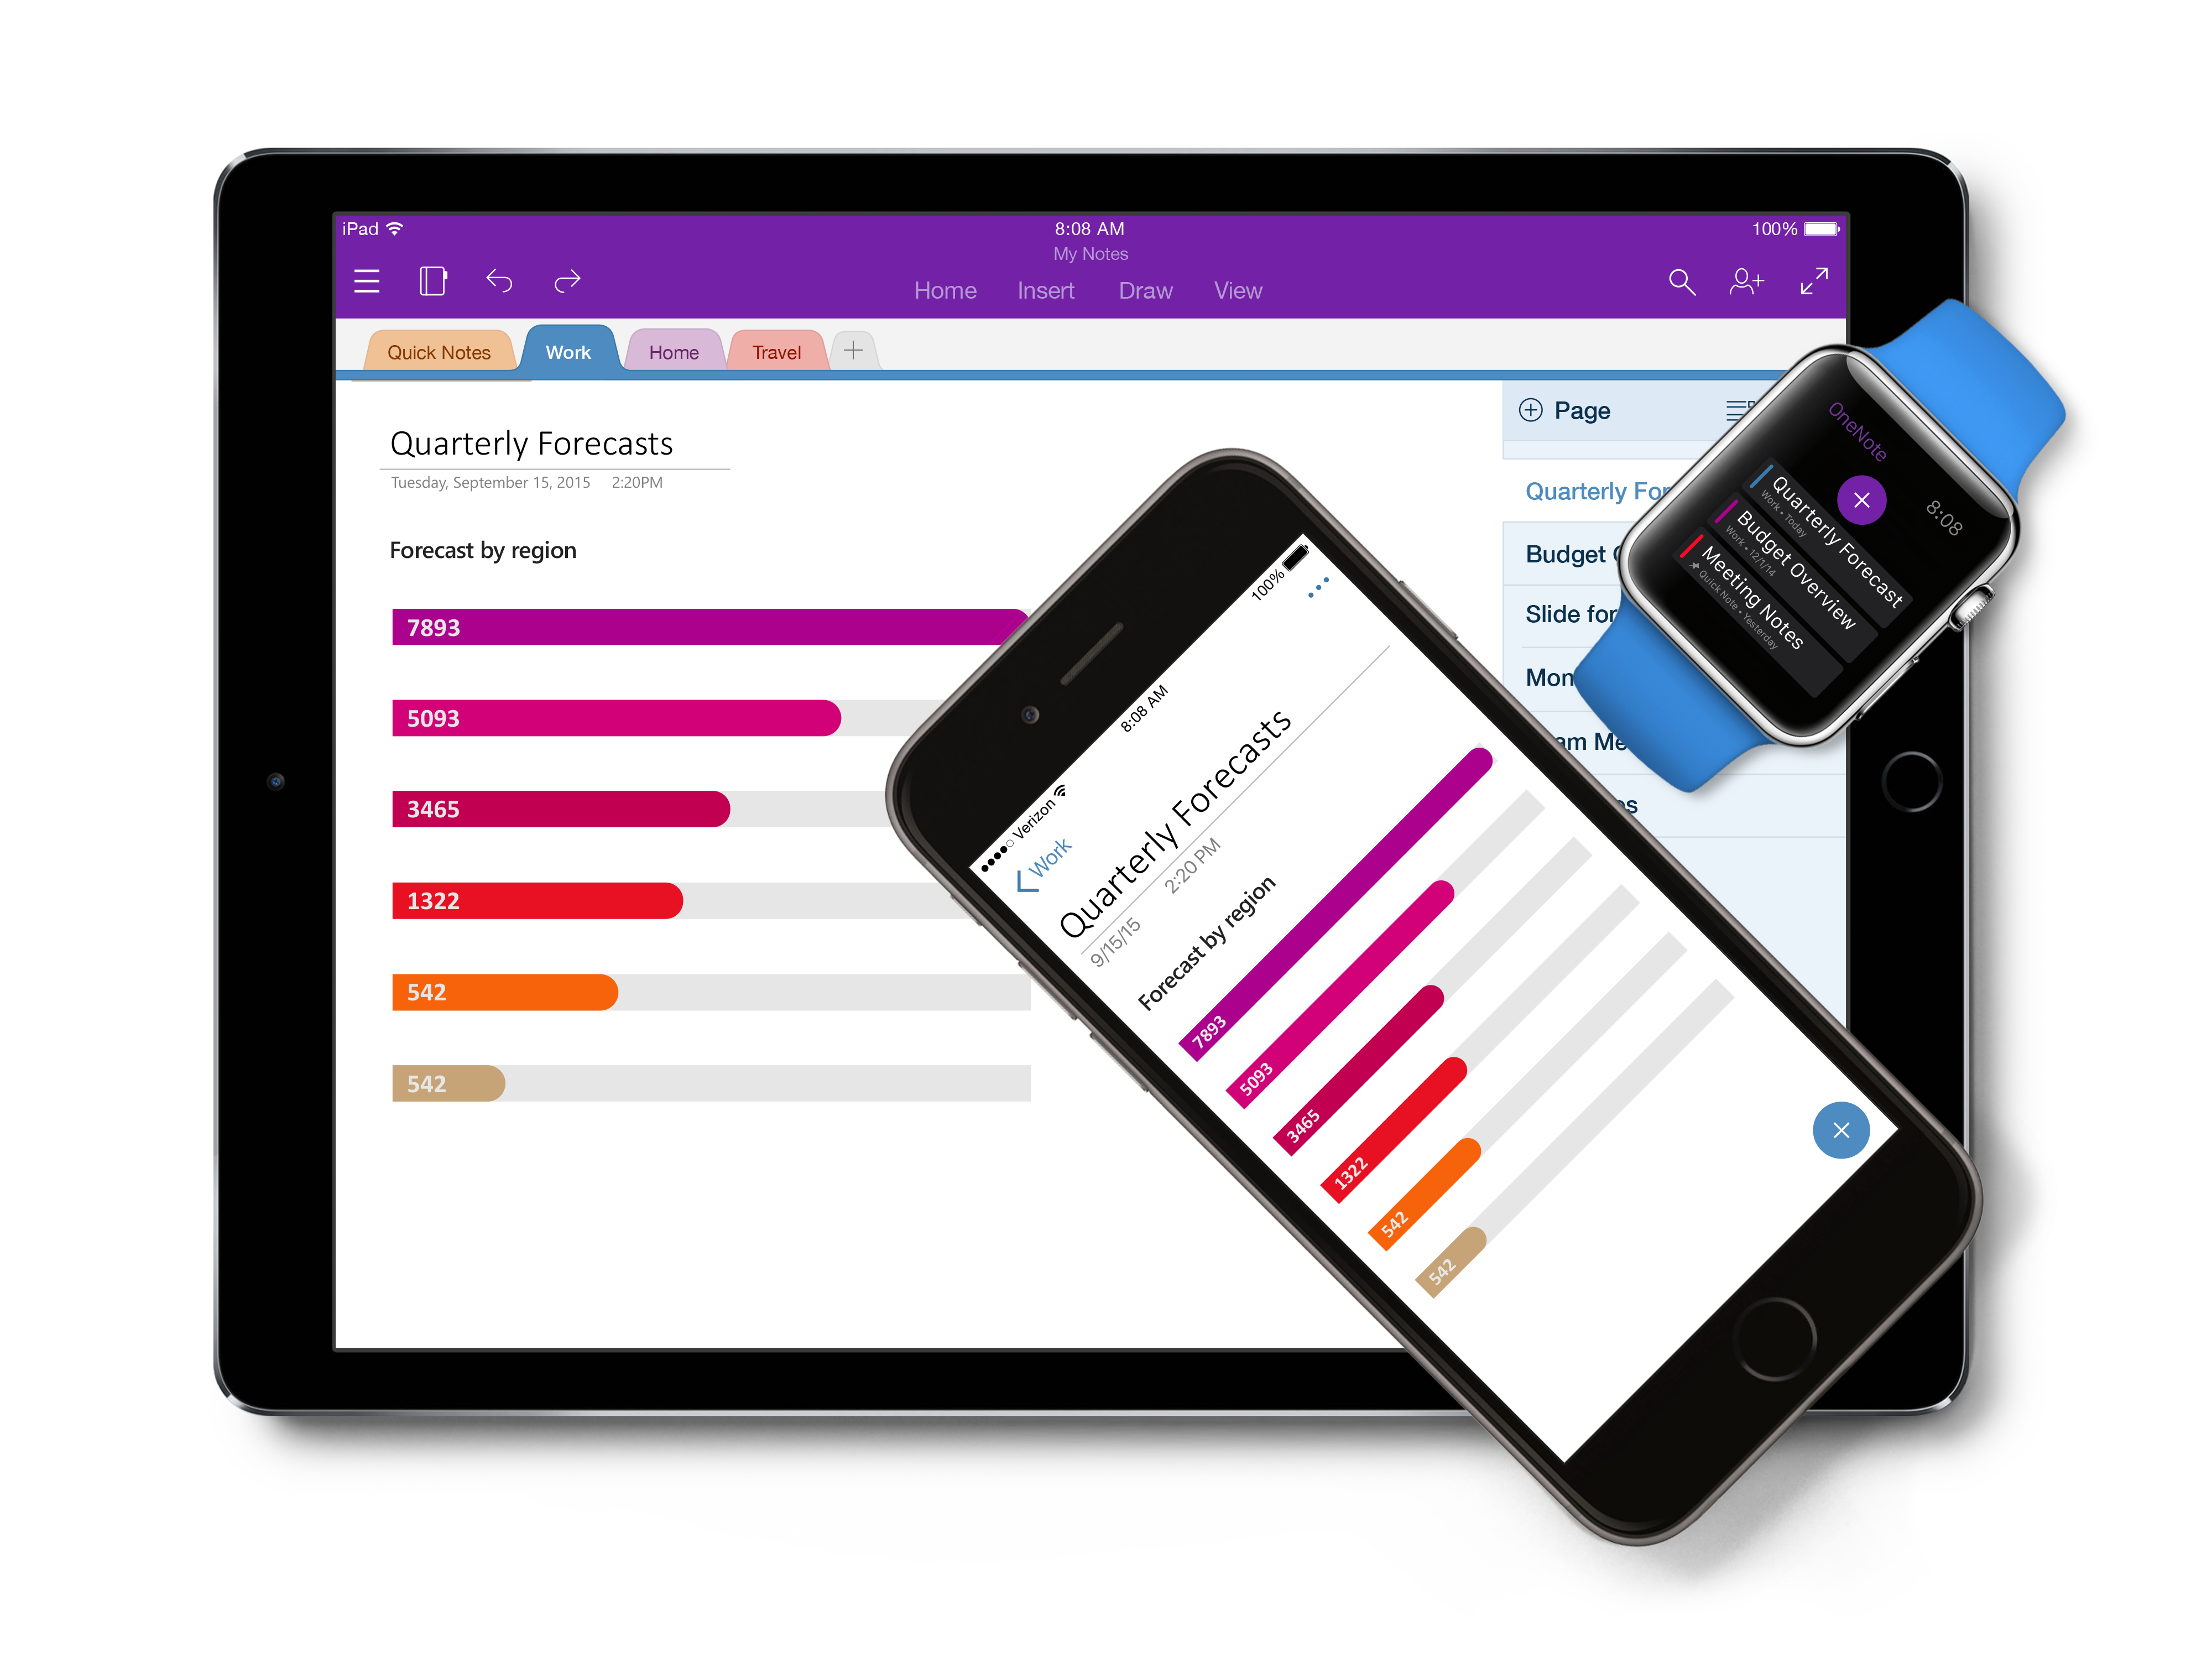 iPad 8:08 AM 100%
My Notes
Home Insert Draw View
Quick Notes Work Home Travel
Page
Quarterly Forecasts
Tuesday, September 15, 2015 2:20PM
Forecast by region
7893
5093
3465
1322
542
542
Quarterly
Budget
Slide for
Verizon 8:08 AM 100%
Work
Quarterly Forecasts
9/15/15 2:20 PM
Forecast by region
7893
5093
3465
1322
542
542
OneNote
8:08
Quarterly Forecast
Work • Today
Budget Overview
Work • 12/1/14
Meeting Notes
Quick Note • Yesterday